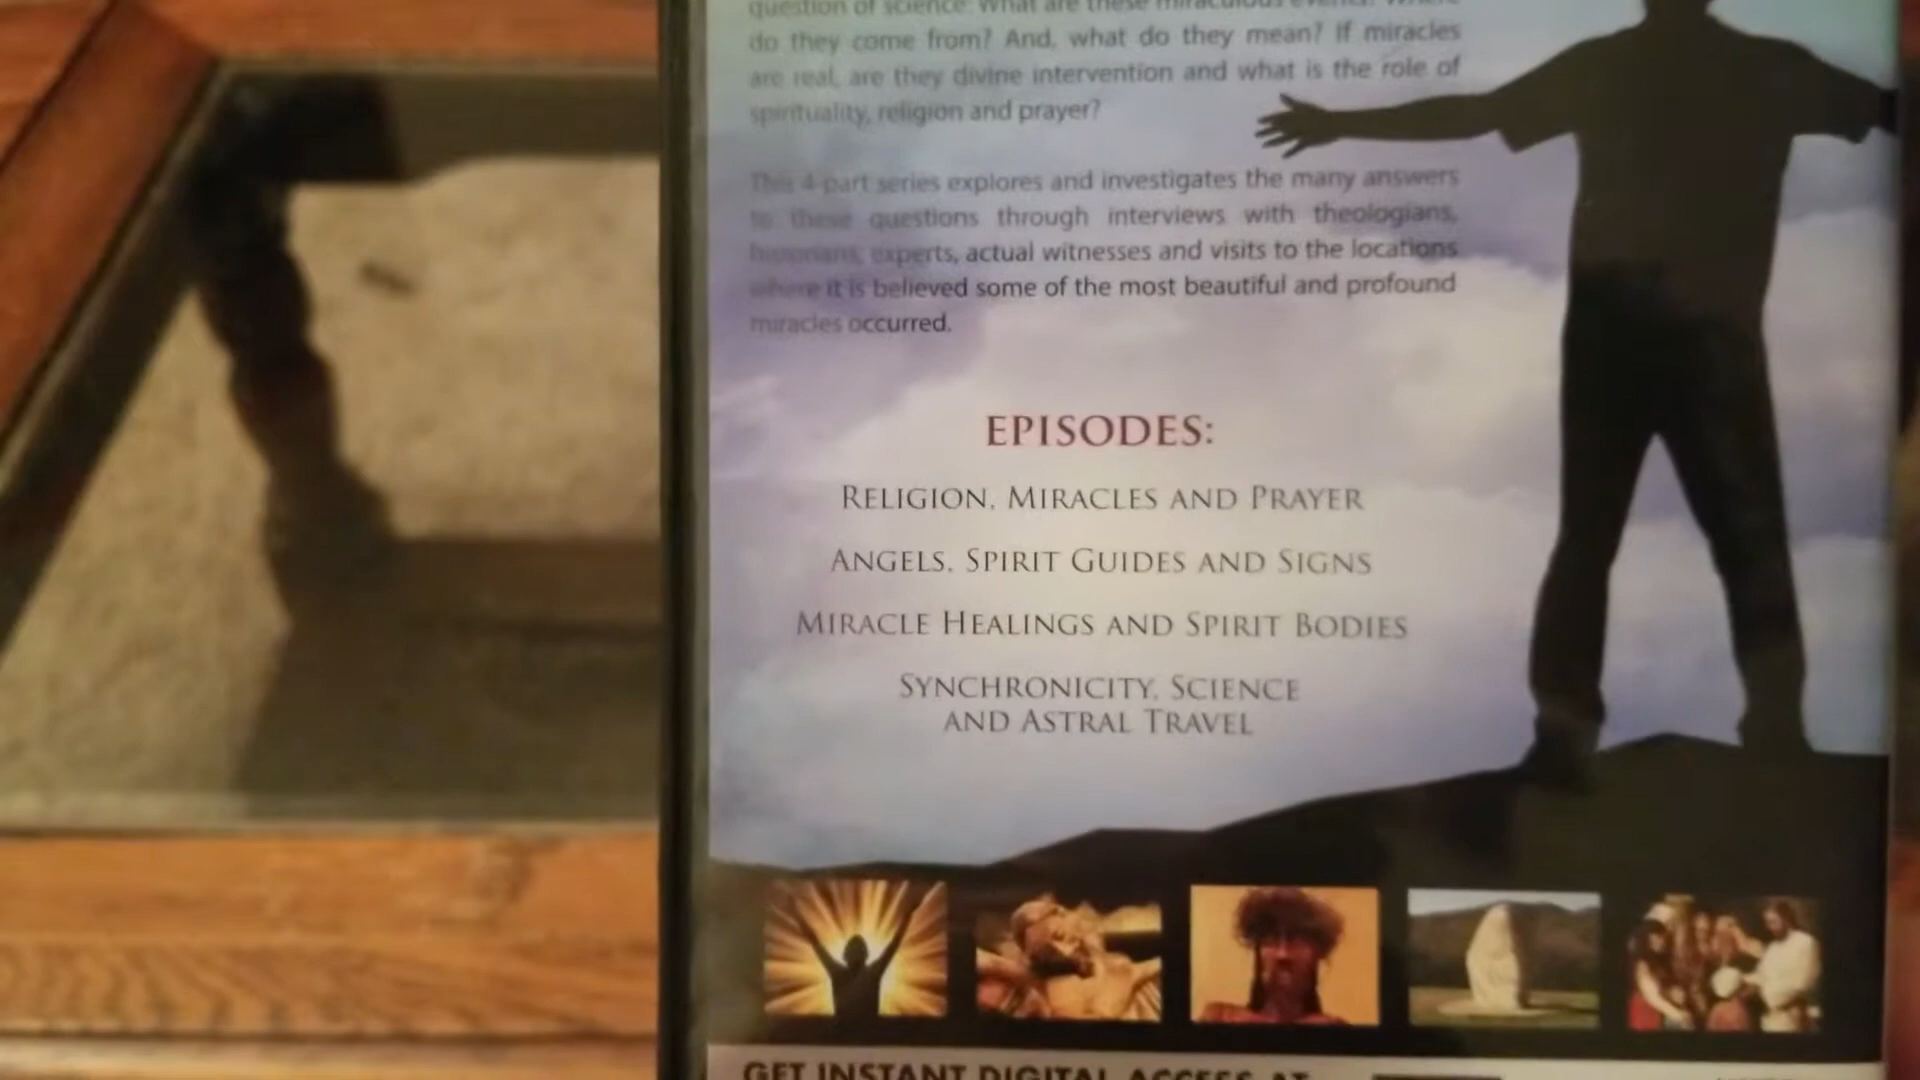 question of science. What are these miraculous events? Where
do they come from? And, what do they mean? If miracles
are real, are they divine intervention and what is the role of
spirituality, religion and prayer?
This 4-part series explores and investigates the many answers
to these questions through interviews with theologians,
historians, experts, actual witnesses and visits to the locations
where it is believed some of the most beautiful and profound
miracles occurred.
EPISODES:
RELIGION, MIRACLES AND PRAYER
ANGELS, SPIRIT GUIDES AND SIGNS
MIRACLE HEALINGS AND SPIRIT BODIES
SYNCHRONICITY, SCIENCE
AND ASTRAL TRAVEL
GET INSTANT DIGITAL ACCESS AT